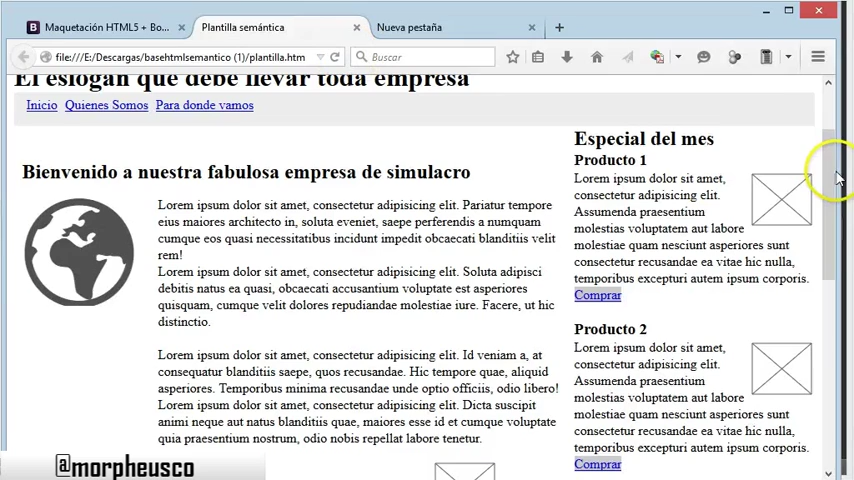 Maquetación HTML5 + Bo...
Plantilla semántica
Nueva pestaña
file:///E:/Descargas/basehtmlsemantico (1)/plantilla.htm
Buscar
El eslogan que debe llevar toda empresa
Inicio Quienes Somos Para donde vamos
Bienvenido a nuestra fabulosa empresa de simulacro
Lorem ipsum dolor sit amet, consectetur adipisicing elit. Pariatur tempore
eius maiores architecto in, soluta eveniet, saepe perferendis a numquam
cumque eos quasi necessitatibus incidunt impedit obcaecati blanditiis velit
rem!
Lorem ipsum dolor sit amet, consectetur adipisicing elit. Soluta adipisci
debitis natus ea quasi, obcaecati accusantium voluptate est asperiores
quisquam, cumque velit dolores repudiandae molestiae iure. Facere, ut hic
distinctio.
Lorem ipsum dolor sit amet, consectetur adipisicing elit. Id veniam a, at
consequatur blanditiis saepe, quos recusandae. Hic tempore quae, aliquid
asperiores. Temporibus minima recusandae unde optio officiis, odio libero!
Lorem ipsum dolor sit amet, consectetur adipisicing elit. Dicta suscipit
animi neque aut natus blanditiis quae, maiores esse id et cumque voluptate
quia praesentium nostrum, odio nobis repellat labore tenetur.
Especial del mes
Producto 1
Lorem ipsum dolor sit amet,
consectetur adipisicing elit.
Assumenda praesentium
molestias voluptatem aut labore
molestiae quam nesciunt asperiores sunt
consectetur recusandae ea vitae hic nulla,
temporibus excepturi autem ipsum corporis.
Comprar
Producto 2
Lorem ipsum dolor sit amet,
consectetur adipisicing elit.
Assumenda praesentium
molestias voluptatem aut labore
molestiae quam nesciunt asperiores sunt
consectetur recusandae ea vitae hic nulla,
temporibus excepturi autem ipsum corporis.
Comprar
@morpheusco